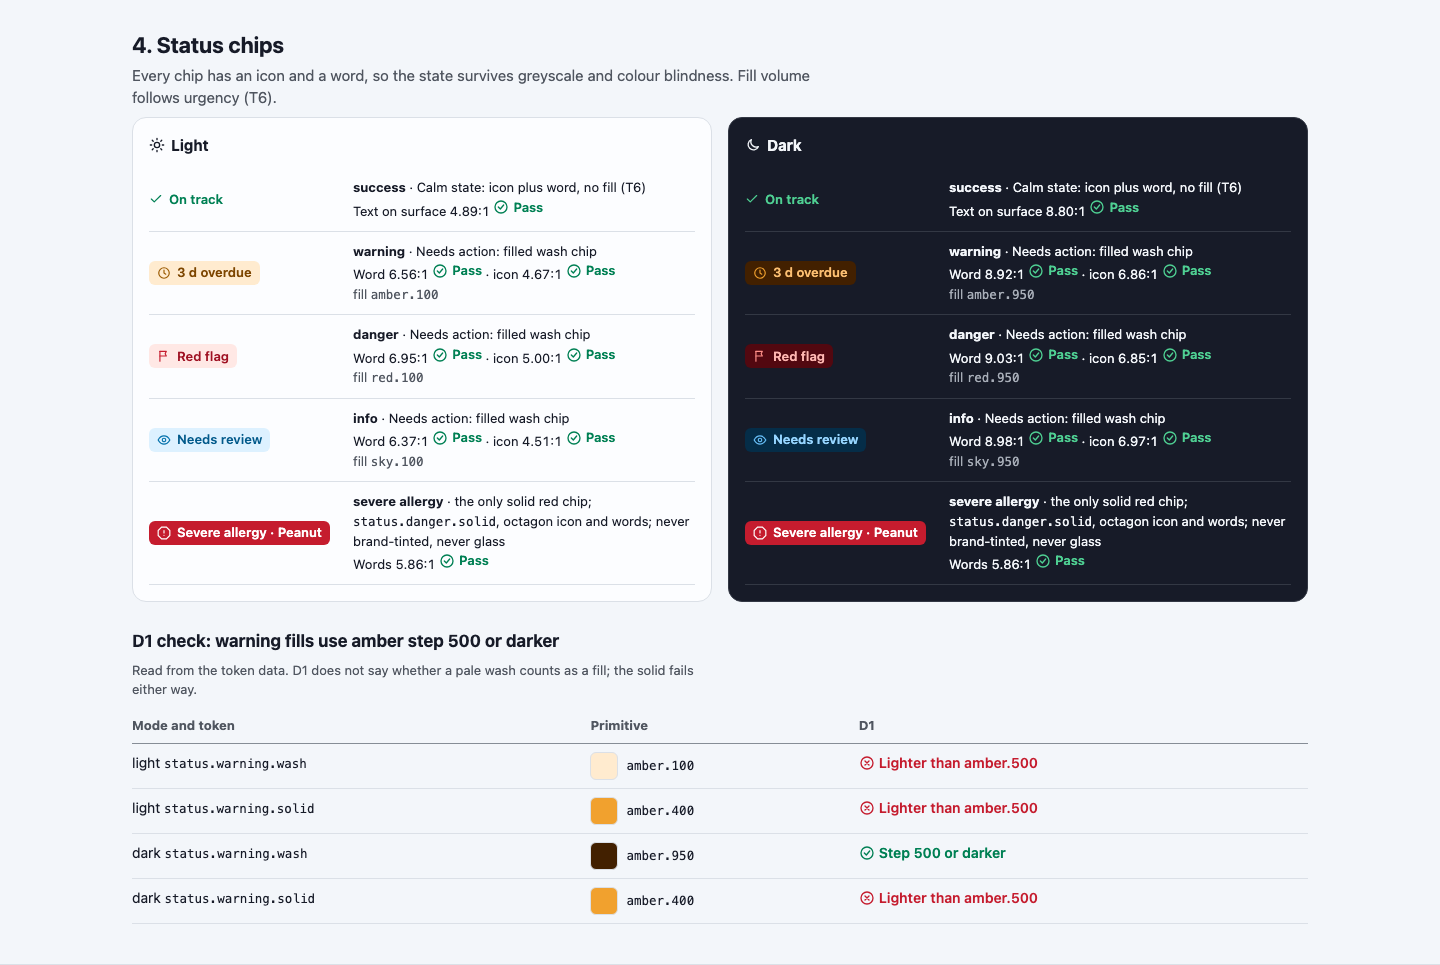 4. Status chips
Every chip has an icon and a word, so the state survives greyscale and colour blindness. Fill volume
follows urgency (T6).
Light
On track
success · Calm state: icon plus word, no fill (T6)
Text on surface 4.89:1 Pass
3 d overdue
warning · Needs action: filled wash chip
Word 6.56:1 Pass · icon 4.67:1 Pass
fill amber.100
Red flag
danger · Needs action: filled wash chip
Word 6.95:1 Pass · icon 5.00:1 Pass
fill red.100
Needs review
info · Needs action: filled wash chip
Word 6.37:1 Pass · icon 4.51:1 Pass
fill sky.100
Severe allergy · Peanut
severe allergy · the only solid red chip;
status.danger.solid, octagon icon and words; never
brand-tinted, never glass
Words 5.86:1 Pass
Dark
On track
success · Calm state: icon plus word, no fill (T6)
Text on surface 8.80:1 Pass
3 d overdue
warning · Needs action: filled wash chip
Word 8.92:1 Pass · icon 6.86:1 Pass
fill amber.950
Red flag
danger · Needs action: filled wash chip
Word 9.03:1 Pass · icon 6.85:1 Pass
fill red.950
Needs review
info · Needs action: filled wash chip
Word 8.98:1 Pass · icon 6.97:1 Pass
fill sky.950
Severe allergy · Peanut
severe allergy · the only solid red chip;
status.danger.solid, octagon icon and words; never
brand-tinted, never glass
Words 5.86:1 Pass
D1 check: warning fills use amber step 500 or darker
Read from the token data. D1 does not say whether a pale wash counts as a fill; the solid fails
either way.
Mode and token Primitive D1
light status.warning.wash amber.100 Lighter than amber.500
light status.warning.solid amber.400 Lighter than amber.500
dark status.warning.wash amber.950 Step 500 or darker
dark status.warning.solid amber.400 Lighter than amber.500